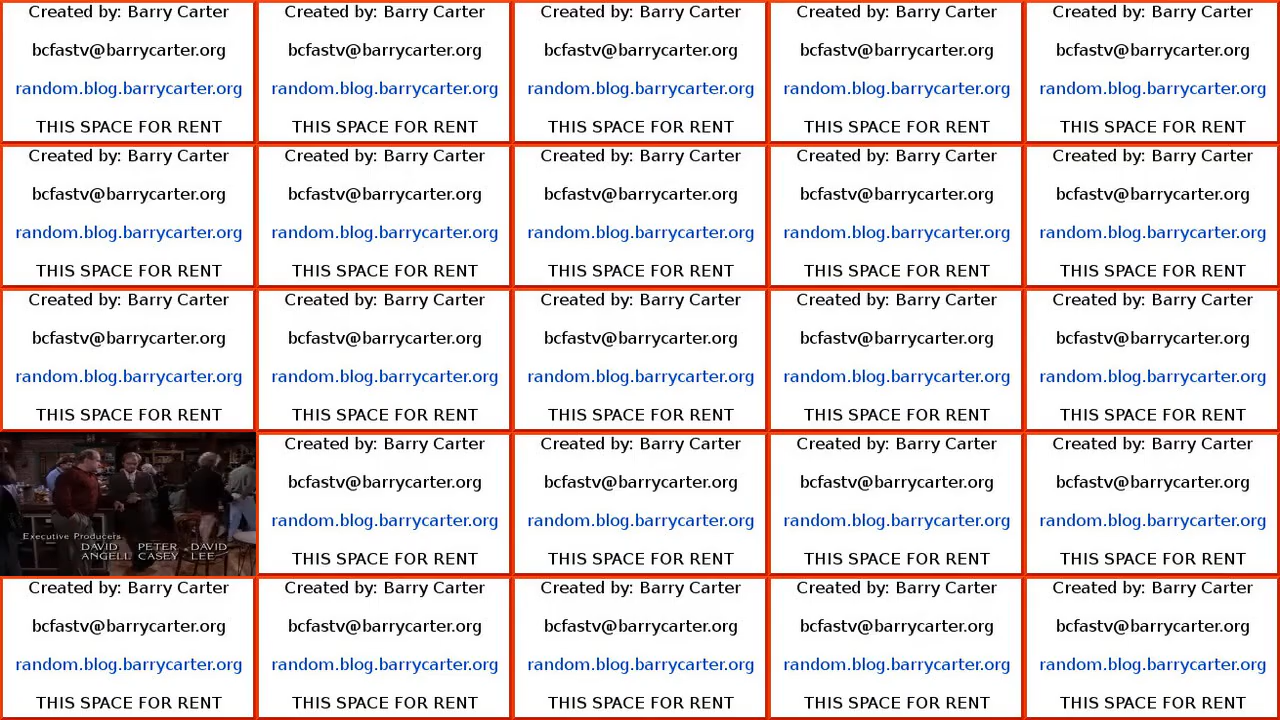 Created by: Barry Carter Created by: Barry Carter Created by: Barry Carter Created by: Barry Carter Created by: Barry Carter
bcfastv@barrycarter.org bcfastv@barrycarter.org bcfastv@barrycarter.org bcfastv@barrycarter.org bcfastv@barrycarter.org
random.blog.barrycarter.org random.blog.barrycarter.org random.blog.barrycarter.org random.blog.barrycarter.org random.blog.barrycarter.org
THIS SPACE FOR RENT THIS SPACE FOR RENT THIS SPACE FOR RENT THIS SPACE FOR RENT THIS SPACE FOR RENT
Created by: Barry Carter Created by: Barry Carter Created by: Barry Carter Created by: Barry Carter Created by: Barry Carter
bcfastv@barrycarter.org bcfastv@barrycarter.org bcfastv@barrycarter.org bcfastv@barrycarter.org bcfastv@barrycarter.org
random.blog.barrycarter.org random.blog.barrycarter.org random.blog.barrycarter.org random.blog.barrycarter.org random.blog.barrycarter.org
THIS SPACE FOR RENT THIS SPACE FOR RENT THIS SPACE FOR RENT THIS SPACE FOR RENT THIS SPACE FOR RENT
Created by: Barry Carter Created by: Barry Carter Created by: Barry Carter Created by: Barry Carter Created by: Barry Carter
bcfastv@barrycarter.org bcfastv@barrycarter.org bcfastv@barrycarter.org bcfastv@barrycarter.org bcfastv@barrycarter.org
random.blog.barrycarter.org random.blog.barrycarter.org random.blog.barrycarter.org random.blog.barrycarter.org random.blog.barrycarter.org
THIS SPACE FOR RENT THIS SPACE FOR RENT THIS SPACE FOR RENT THIS SPACE FOR RENT THIS SPACE FOR RENT
Executive Producers
DAVID PETER DAVID
ANGELL CASEY LEE
Created by: Barry Carter Created by: Barry Carter Created by: Barry Carter Created by: Barry Carter
bcfastv@barrycarter.org bcfastv@barrycarter.org bcfastv@barrycarter.org bcfastv@barrycarter.org
random.blog.barrycarter.org random.blog.barrycarter.org random.blog.barrycarter.org random.blog.barrycarter.org
THIS SPACE FOR RENT THIS SPACE FOR RENT THIS SPACE FOR RENT THIS SPACE FOR RENT
Created by: Barry Carter Created by: Barry Carter Created by: Barry Carter Created by: Barry Carter Created by: Barry Carter
bcfastv@barrycarter.org bcfastv@barrycarter.org bcfastv@barrycarter.org bcfastv@barrycarter.org bcfastv@barrycarter.org
random.blog.barrycarter.org random.blog.barrycarter.org random.blog.barrycarter.org random.blog.barrycarter.org random.blog.barrycarter.org
THIS SPACE FOR RENT THIS SPACE FOR RENT THIS SPACE FOR RENT THIS SPACE FOR RENT THIS SPACE FOR RENT